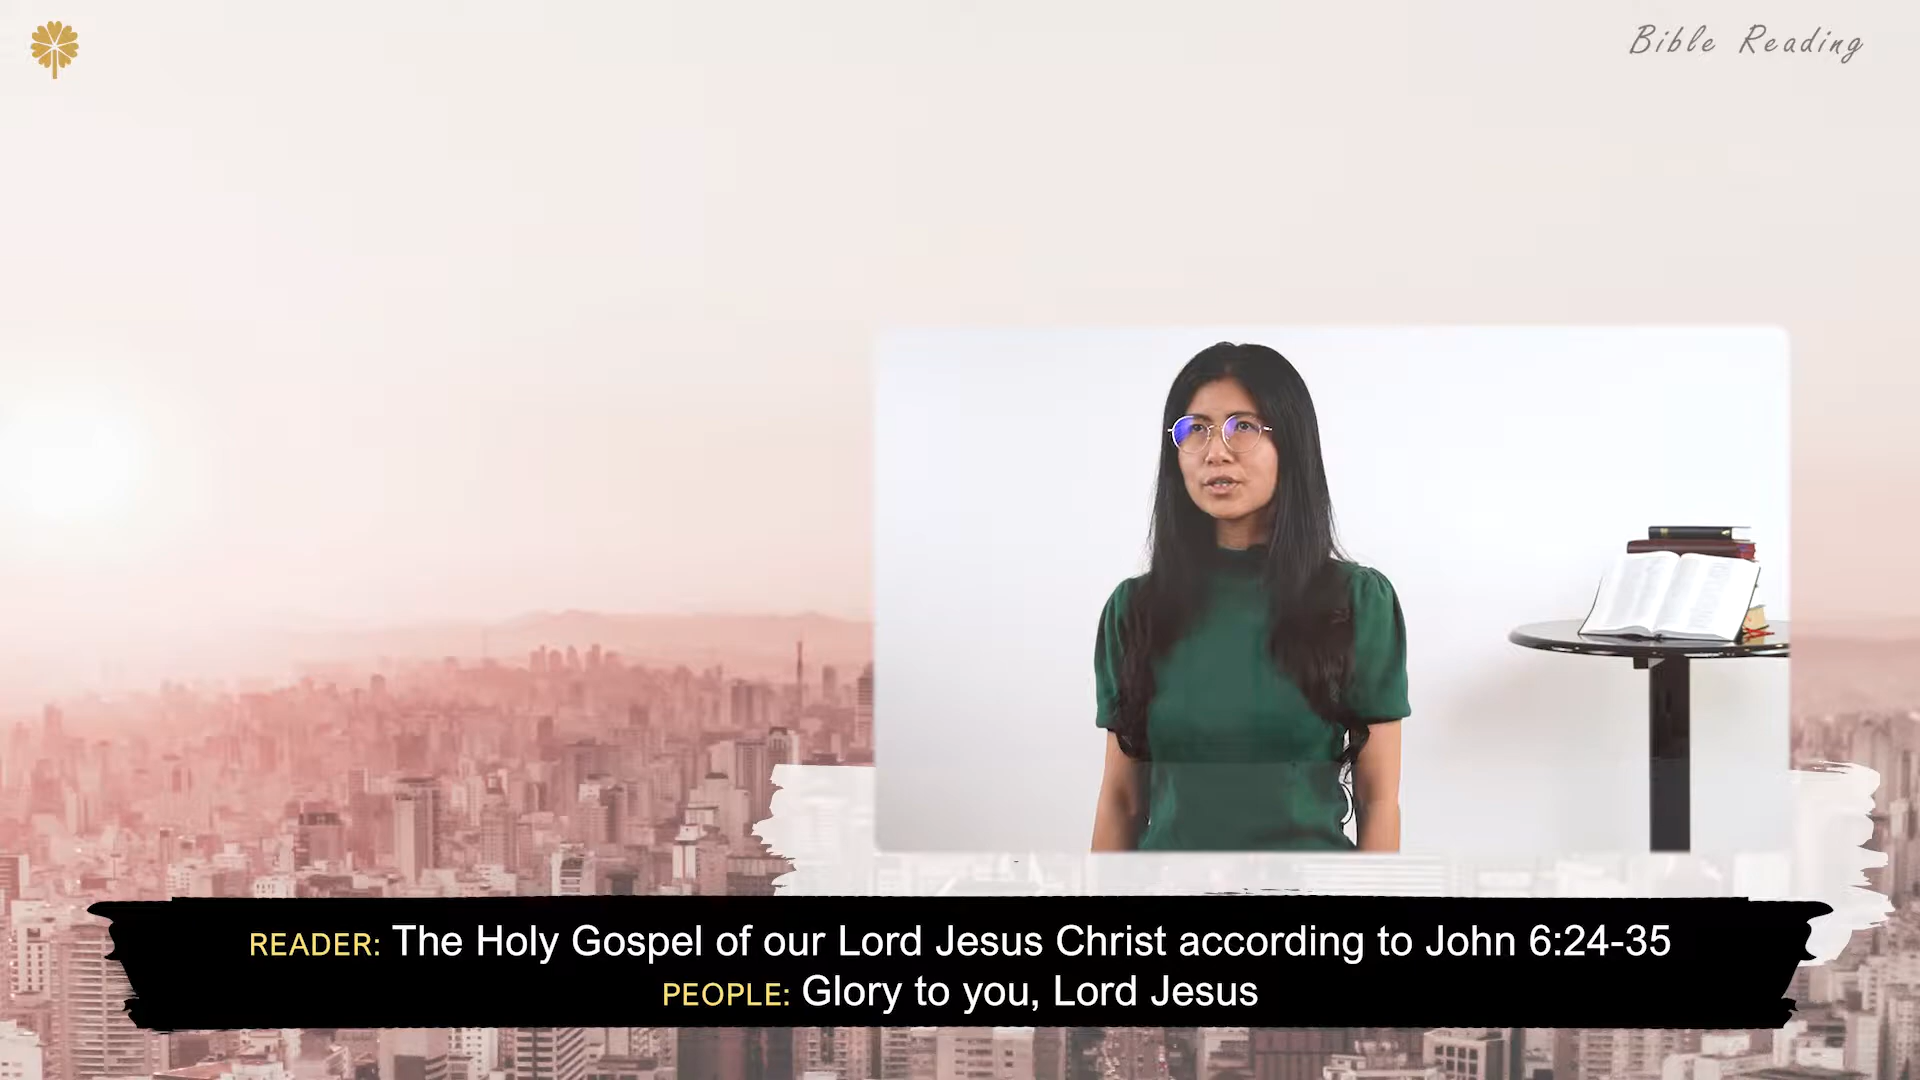 Bible Reading
READER: The Holy Gospel of our Lord Jesus Christ according to John 6:24-35
PEOPLE: Glory to you, Lord Jesus